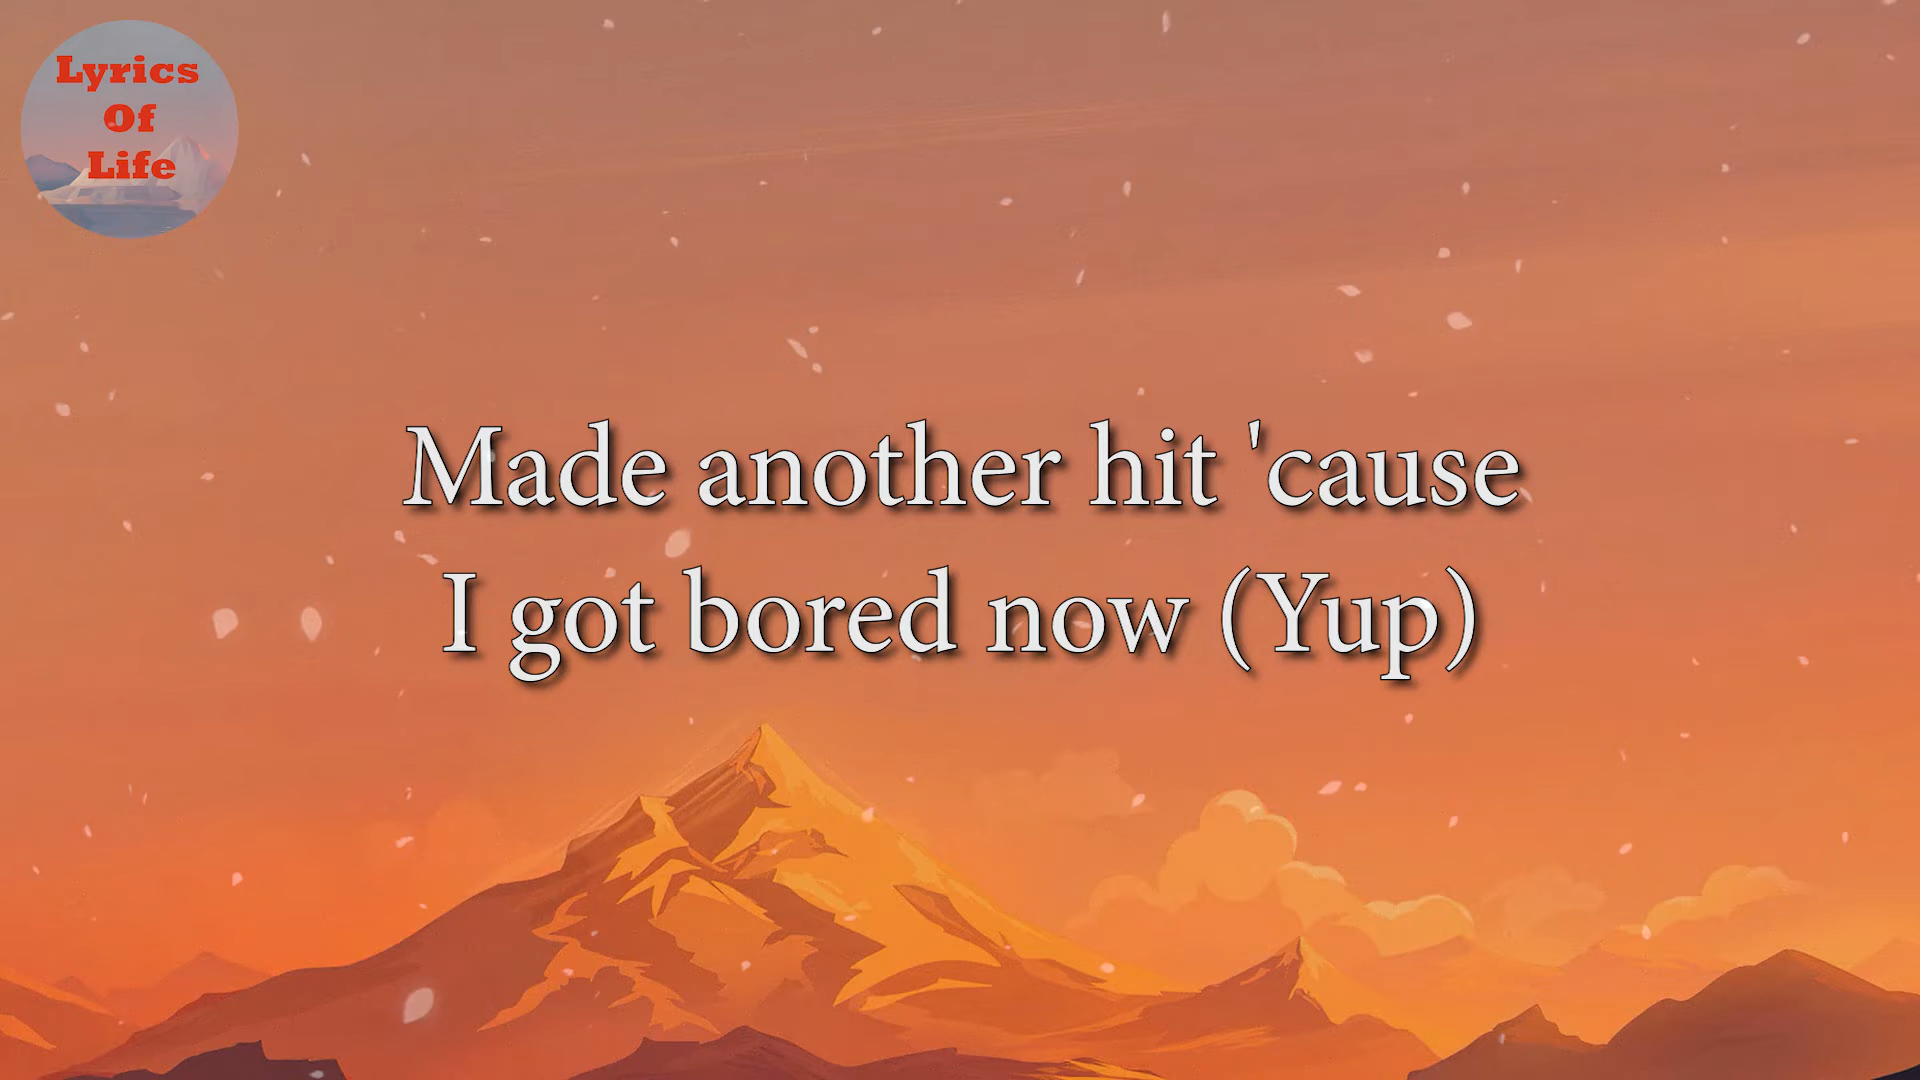 Lyrics
Of
Life
Made another hit 'cause
I got bored now (Yup)